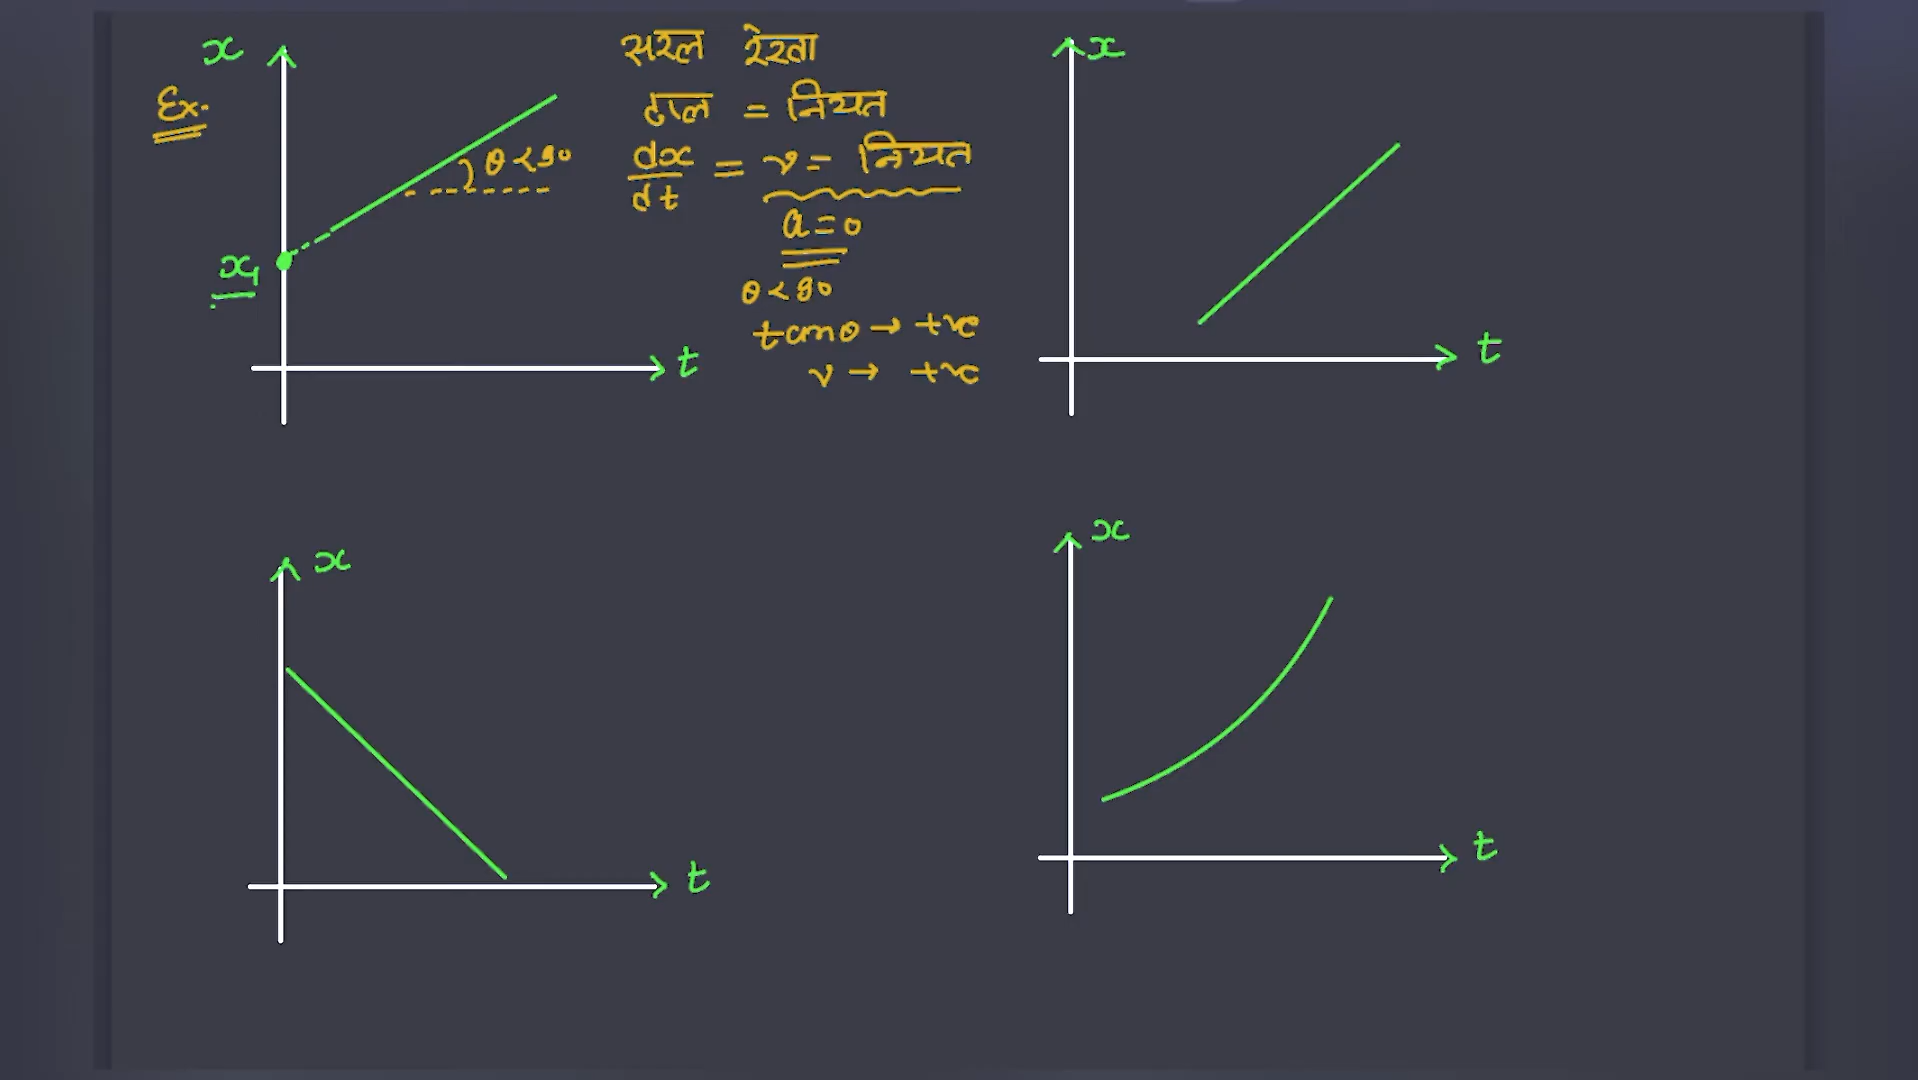 x
Ex.
θ < 90
x₁
t
सरल रेखा
ढाल = नियत
dx/dt = v = नियत
a = 0
θ < 90
tanθ → +ve
v → +ve
x
t
x
t
x
t